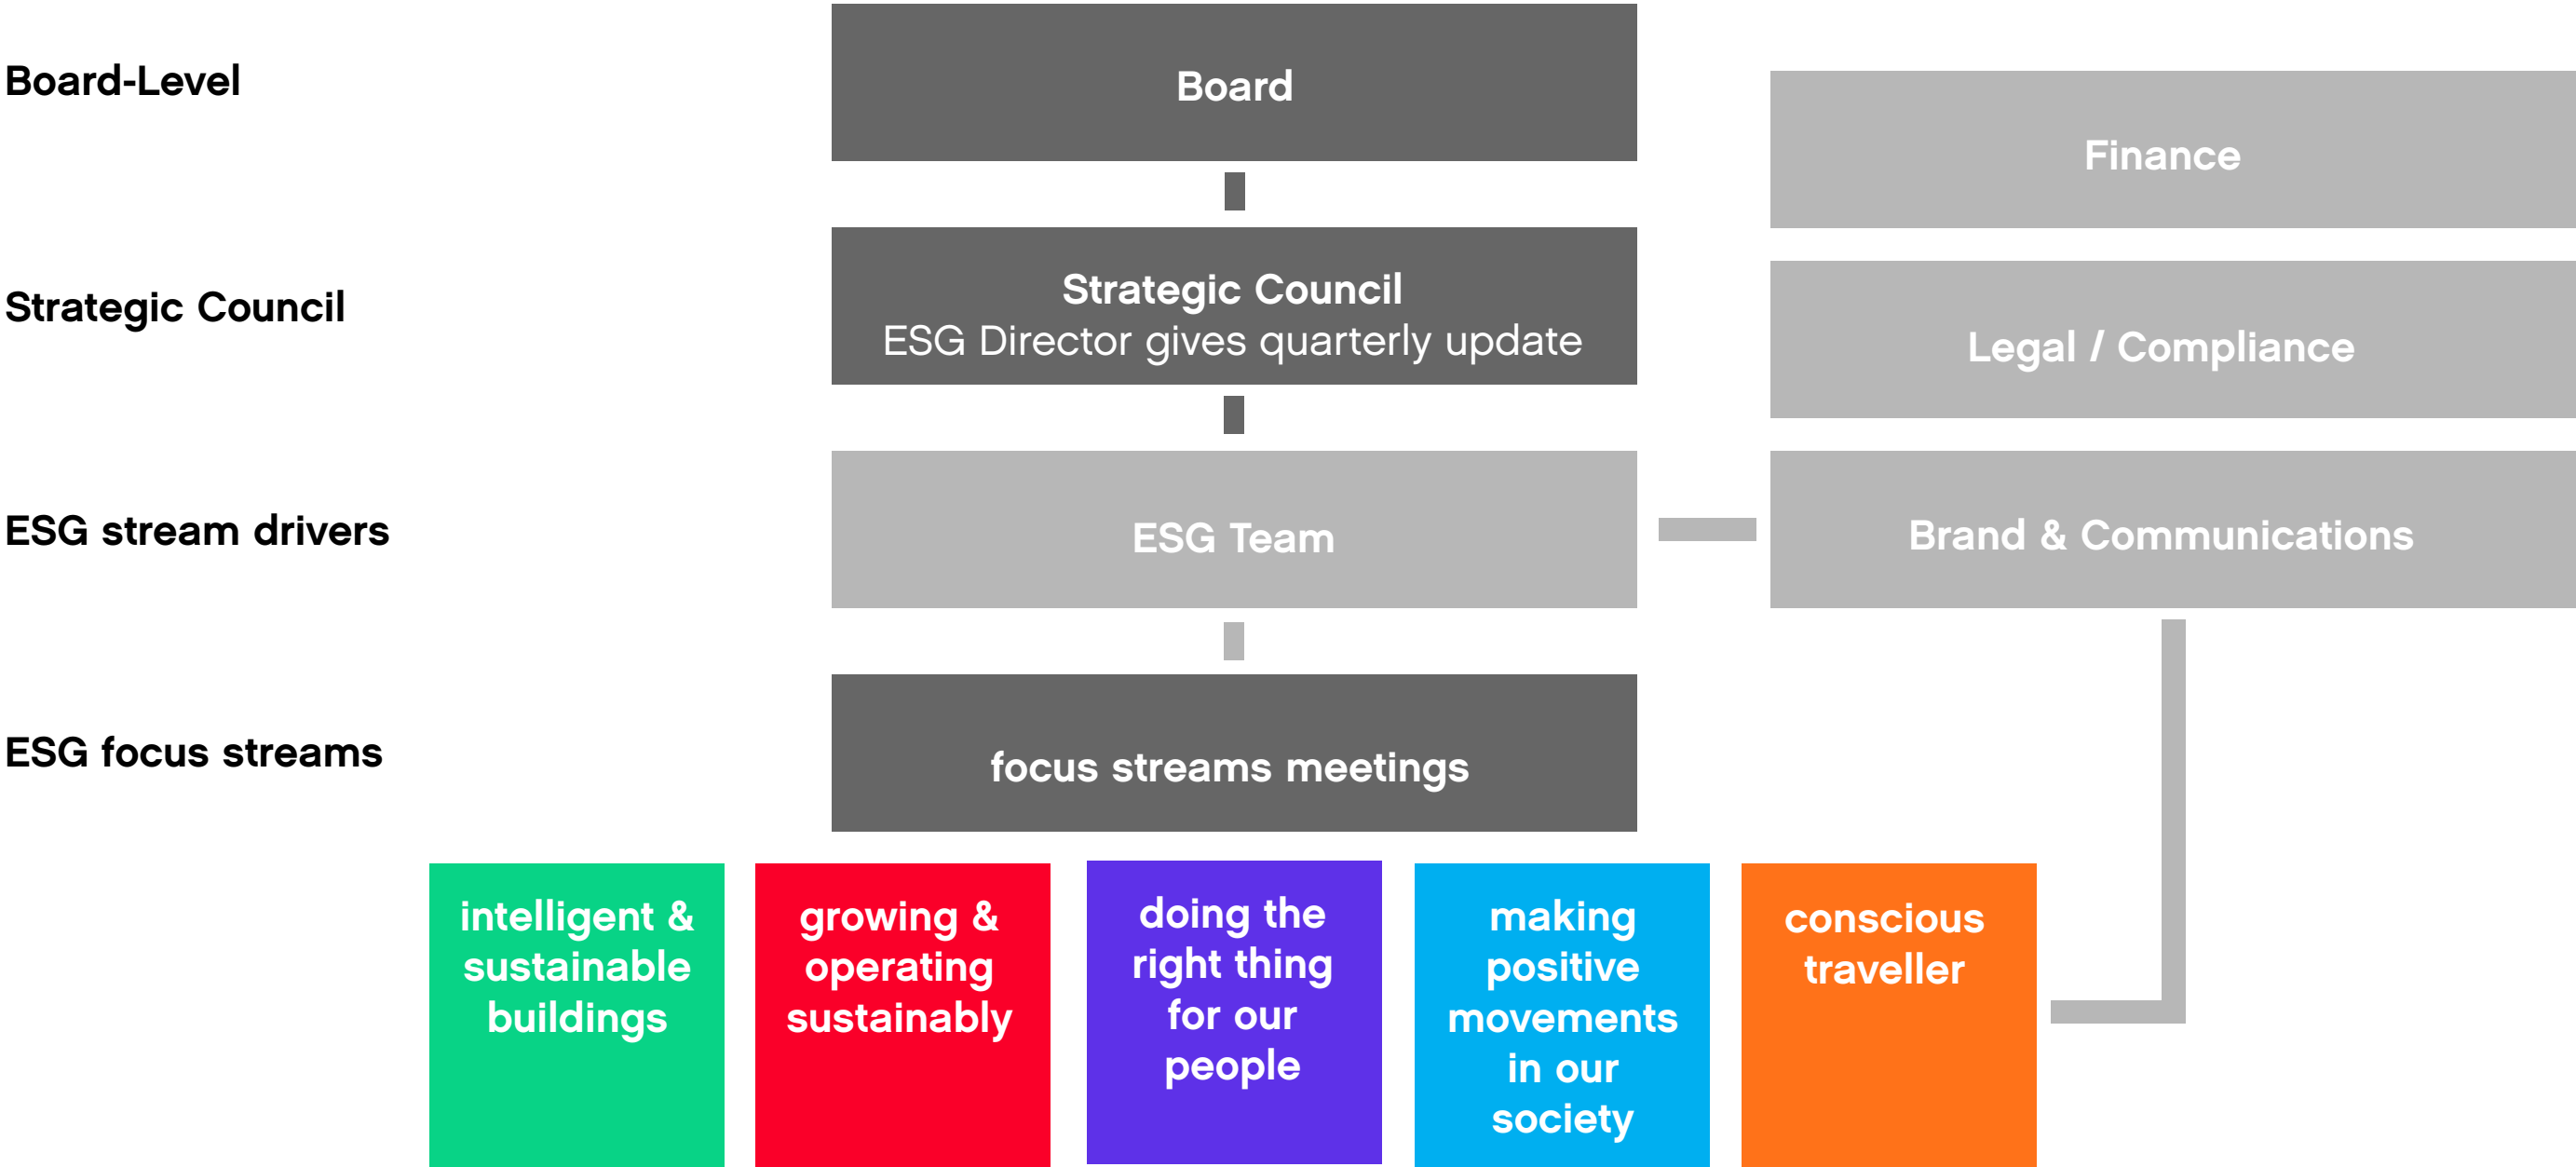 Board-Level
Board
Finance
Strategic Council
Strategic Council
ESG Director gives quarterly update
Legal / Compliance
ESG stream drivers
ESG Team
Brand & Communications
ESG focus streams
focus streams meetings
intelligent &
sustainable
buildings
growing &
operating
sustainably
doing the
right thing
for our
people
making
positive
movements
in our
society
conscious
traveller